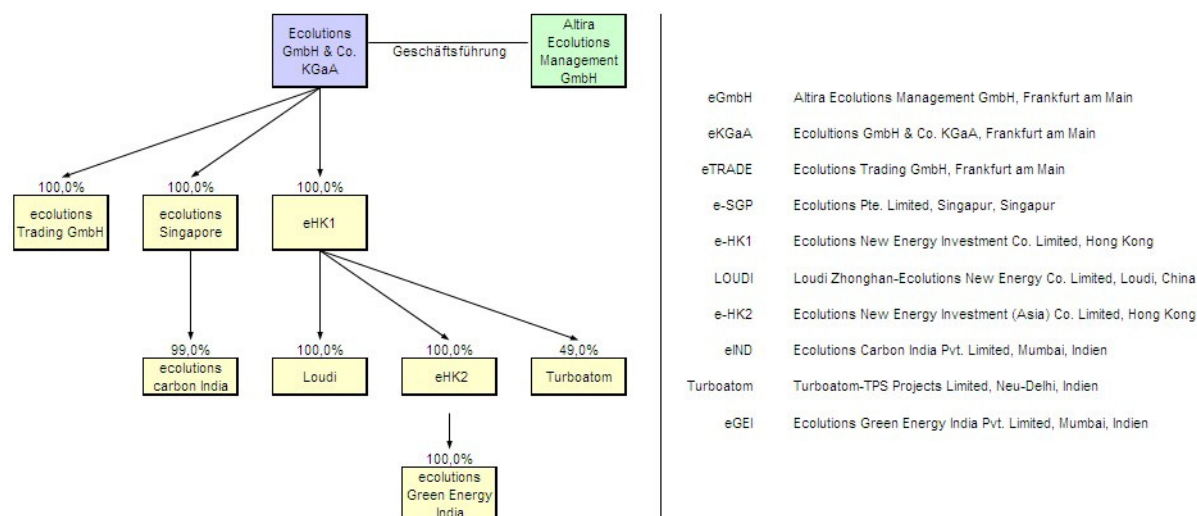 Ecolutions
GmbH & Co.
KGaA
Geschäftsführung
Altira
Ecolutions
Management
GmbH
100,0%
ecolutions
Trading GmbH
100,0%
ecolutions
Singapore
100,0%
eHK1
99,0%
ecolutions
carbon India
100,0%
Loudi
100,0%
eHK2
49,0%
Turboatom
100,0%
ecolutions
Green Energy
India
eGmbH Altira Ecolutions Management GmbH, Frankfurt am Main
eKGaA Ecolultions GmbH & Co. KGaA, Frankfurt am Main
eTRADE Ecolutions Trading GmbH, Frankfurt am Main
e-SGP Ecolutions Pte. Limited, Singapur, Singapur
e-HK1 Ecolutions New Energy Investment Co. Limited, Hong Kong
LOUDI Loudi Zhonghan-Ecolutions New Energy Co. Limited, Loudi, China
e-HK2 Ecolutions New Energy Investment (Asia) Co. Limited, Hong Kong
eIND Ecolutions Carbon India Pvt. Limited, Mumbai, Indien
Turboatom Turboatom-TPS Projects Limited, Neu-Delhi, Indien
eGEI Ecolutions Green Energy India Pvt. Limited, Mumbai, Indien